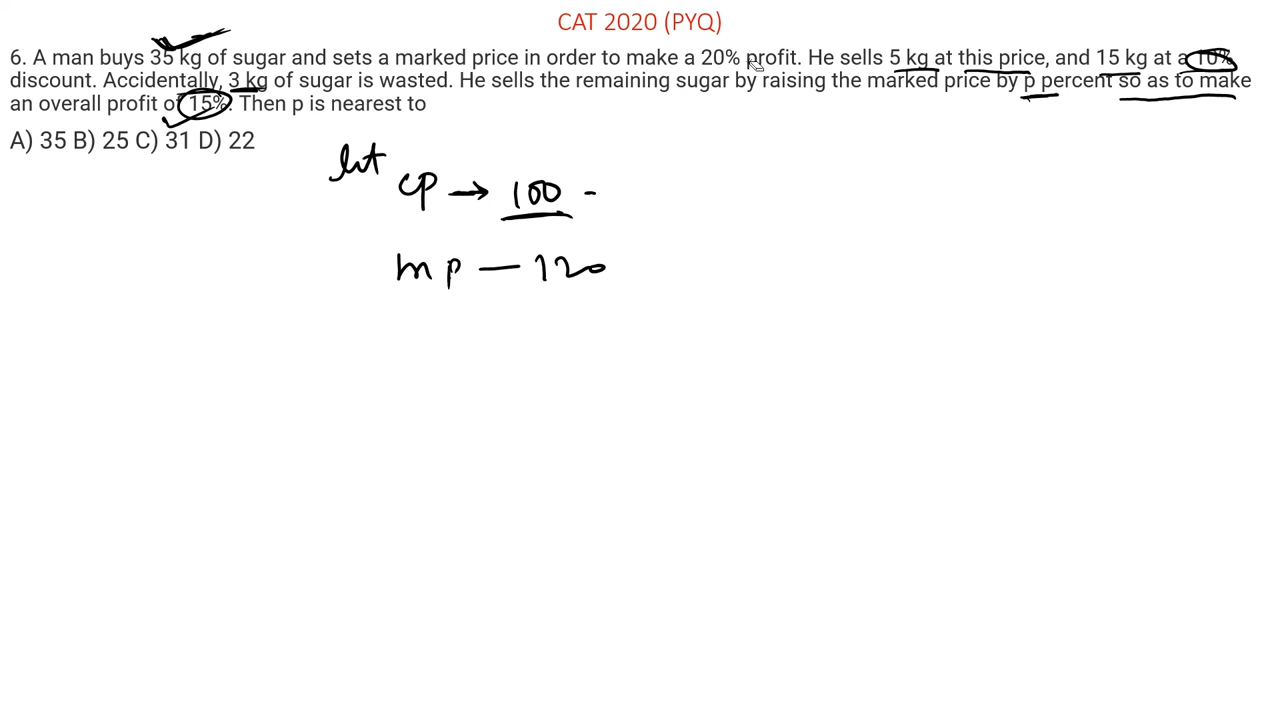 CAT 2020 (PYQ)
6. A man buys 35 kg of sugar and sets a marked price in order to make a 20% profit. He sells 5 kg at this price, and 15 kg at a 10%
discount. Accidentally, 3 kg of sugar is wasted. He sells the remaining sugar by raising the marked price by p percent so as to make
an overall profit of 15%. Then p is nearest to
A) 35 B) 25 C) 31 D) 22
let
CP → 100 -
mp — 120